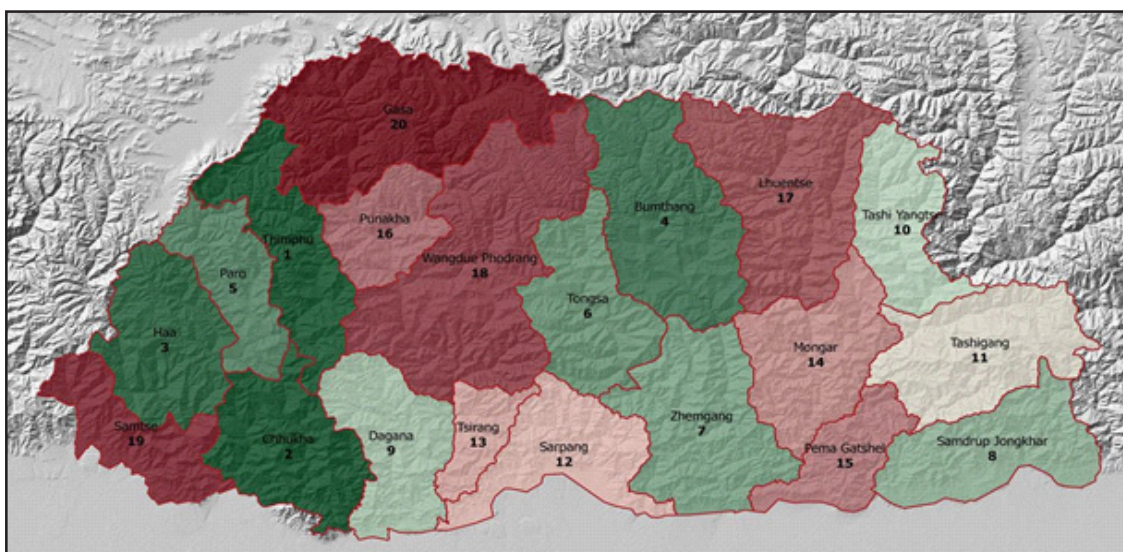 Gasa
20
Thimphu
1
Punakha
16
Paro
5
Haa
3
Samtse
19
Chhukha
2
Wangdue Phodrang
18
Bumthang
4
Lhuentse
17
Tashi Yangtse
10
Tongsa
6
Mongar
14
Tashigang
11
Dagana
9
Tsirang
13
Sarpang
12
Zhemgang
7
Pema Gatshel
15
Samdrup Jongkhar
8